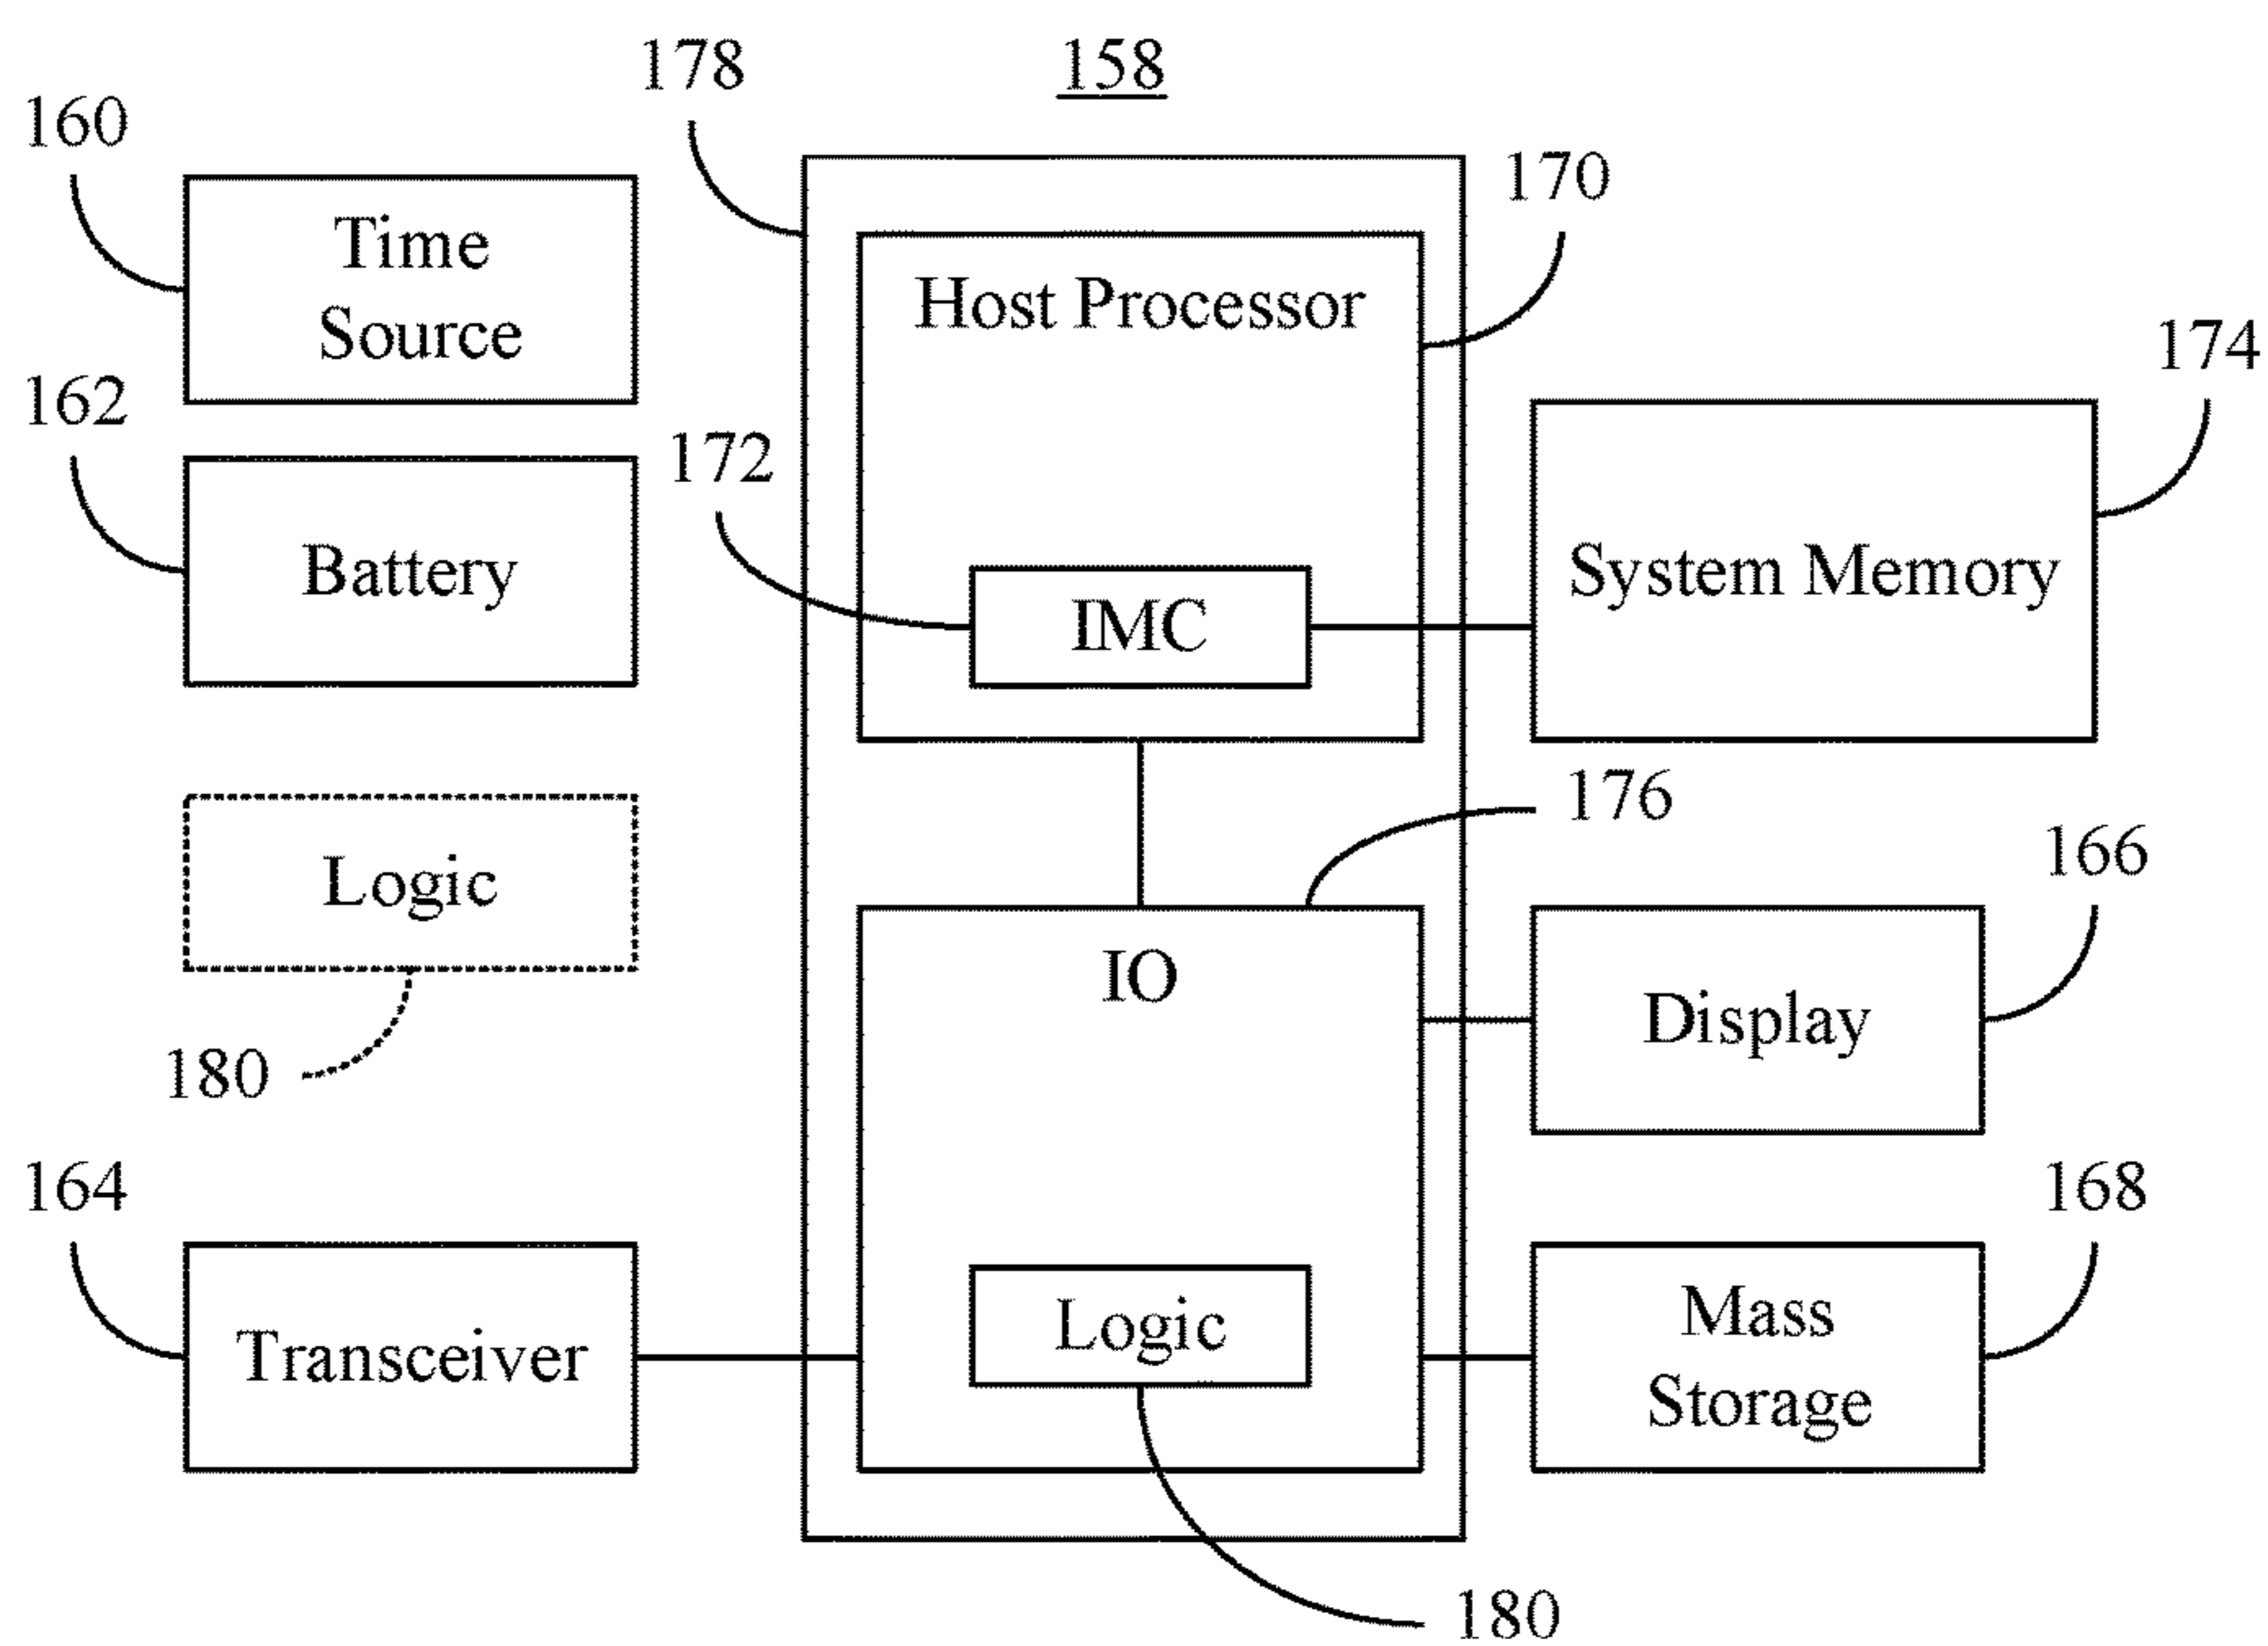 178
158
160
170
Time
Source
Host Processor
174
162
172
System Memory
Battery
IMC
176
166
Logic
IO
Display
180
164
168
Transceiver
Logic
Mass
Storage
180